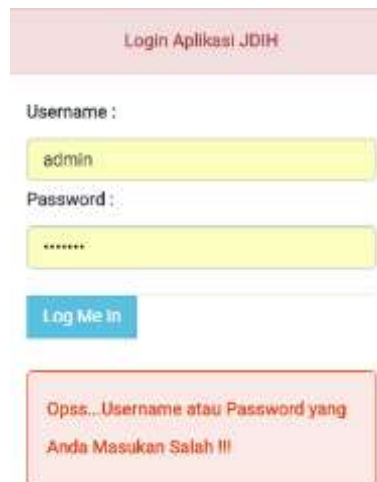 Login Aplikasi JDIH
Username :
admin
Password :
•••••••
Log Me In
Opss...Username atau Password yang
Anda Masukan Salah !!!